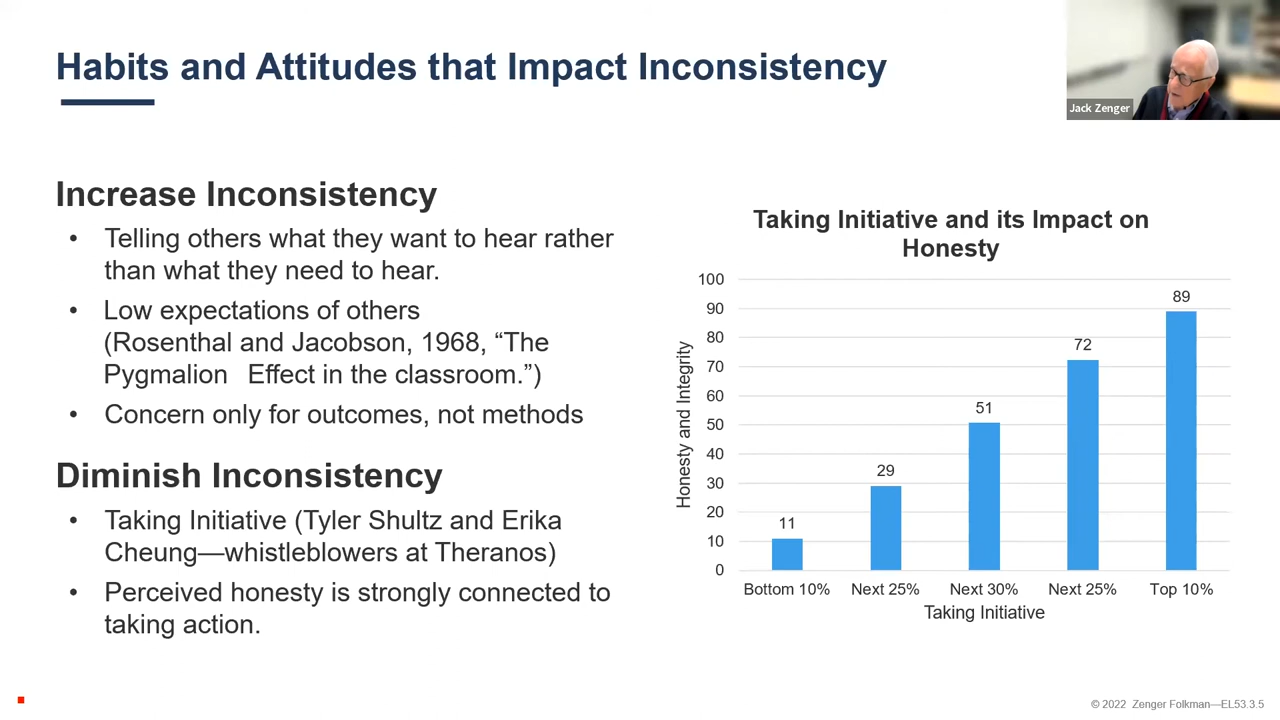 Habits and Attitudes that Impact Inconsistency
Jack Zenger
Increase Inconsistency
• Telling others what they want to hear rather
than what they need to hear.
• Low expectations of others
(Rosenthal and Jacobson, 1968, “The
Pygmalion Effect in the classroom.”)
• Concern only for outcomes, not methods
Diminish Inconsistency
• Taking Initiative (Tyler Shultz and Erika
Cheung—whistleblowers at Theranos)
• Perceived honesty is strongly connected to
taking action.
Taking Initiative and its Impact on
Honesty
Honesty and Integrity
100
90
80
70
60
50
40
30
20
10
0
11
29
51
72
89
Bottom 10% Next 25% Next 30% Next 25% Top 10%
Taking Initiative
© 2022 Zenger Folkman—EL53.3.5